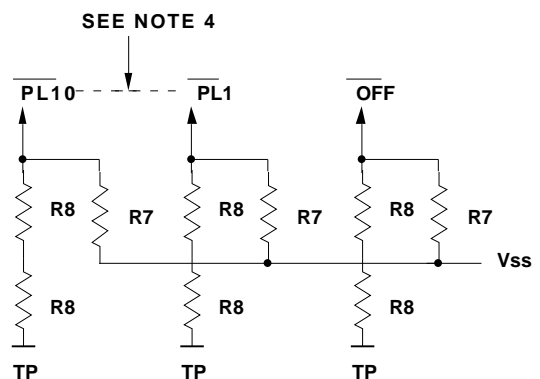 SEE NOTE 4
PL10 PL1 OFF
R8 R7 R8 R7 R8 R7
Vss
R8 R8 R8
TP TP TP